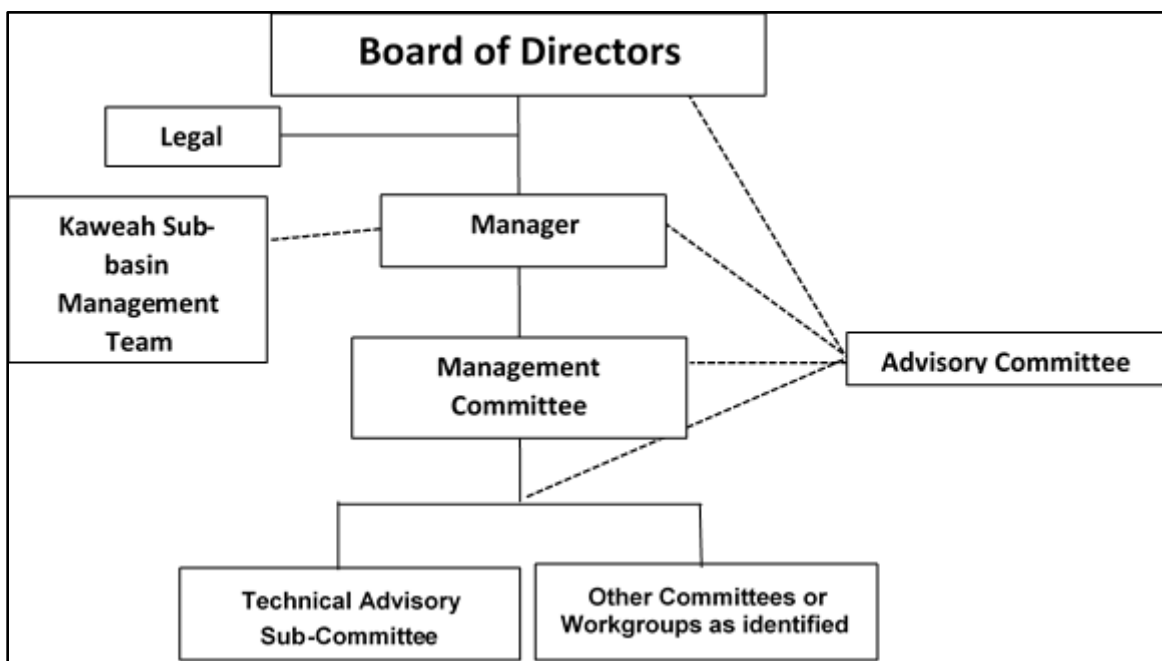 Board of Directors
Legal
Kaweah Sub-
basin
Management
Team
Manager
Management
Committee
Advisory Committee
Technical Advisory
Sub-Committee
Other Committees or
Workgroups as identified